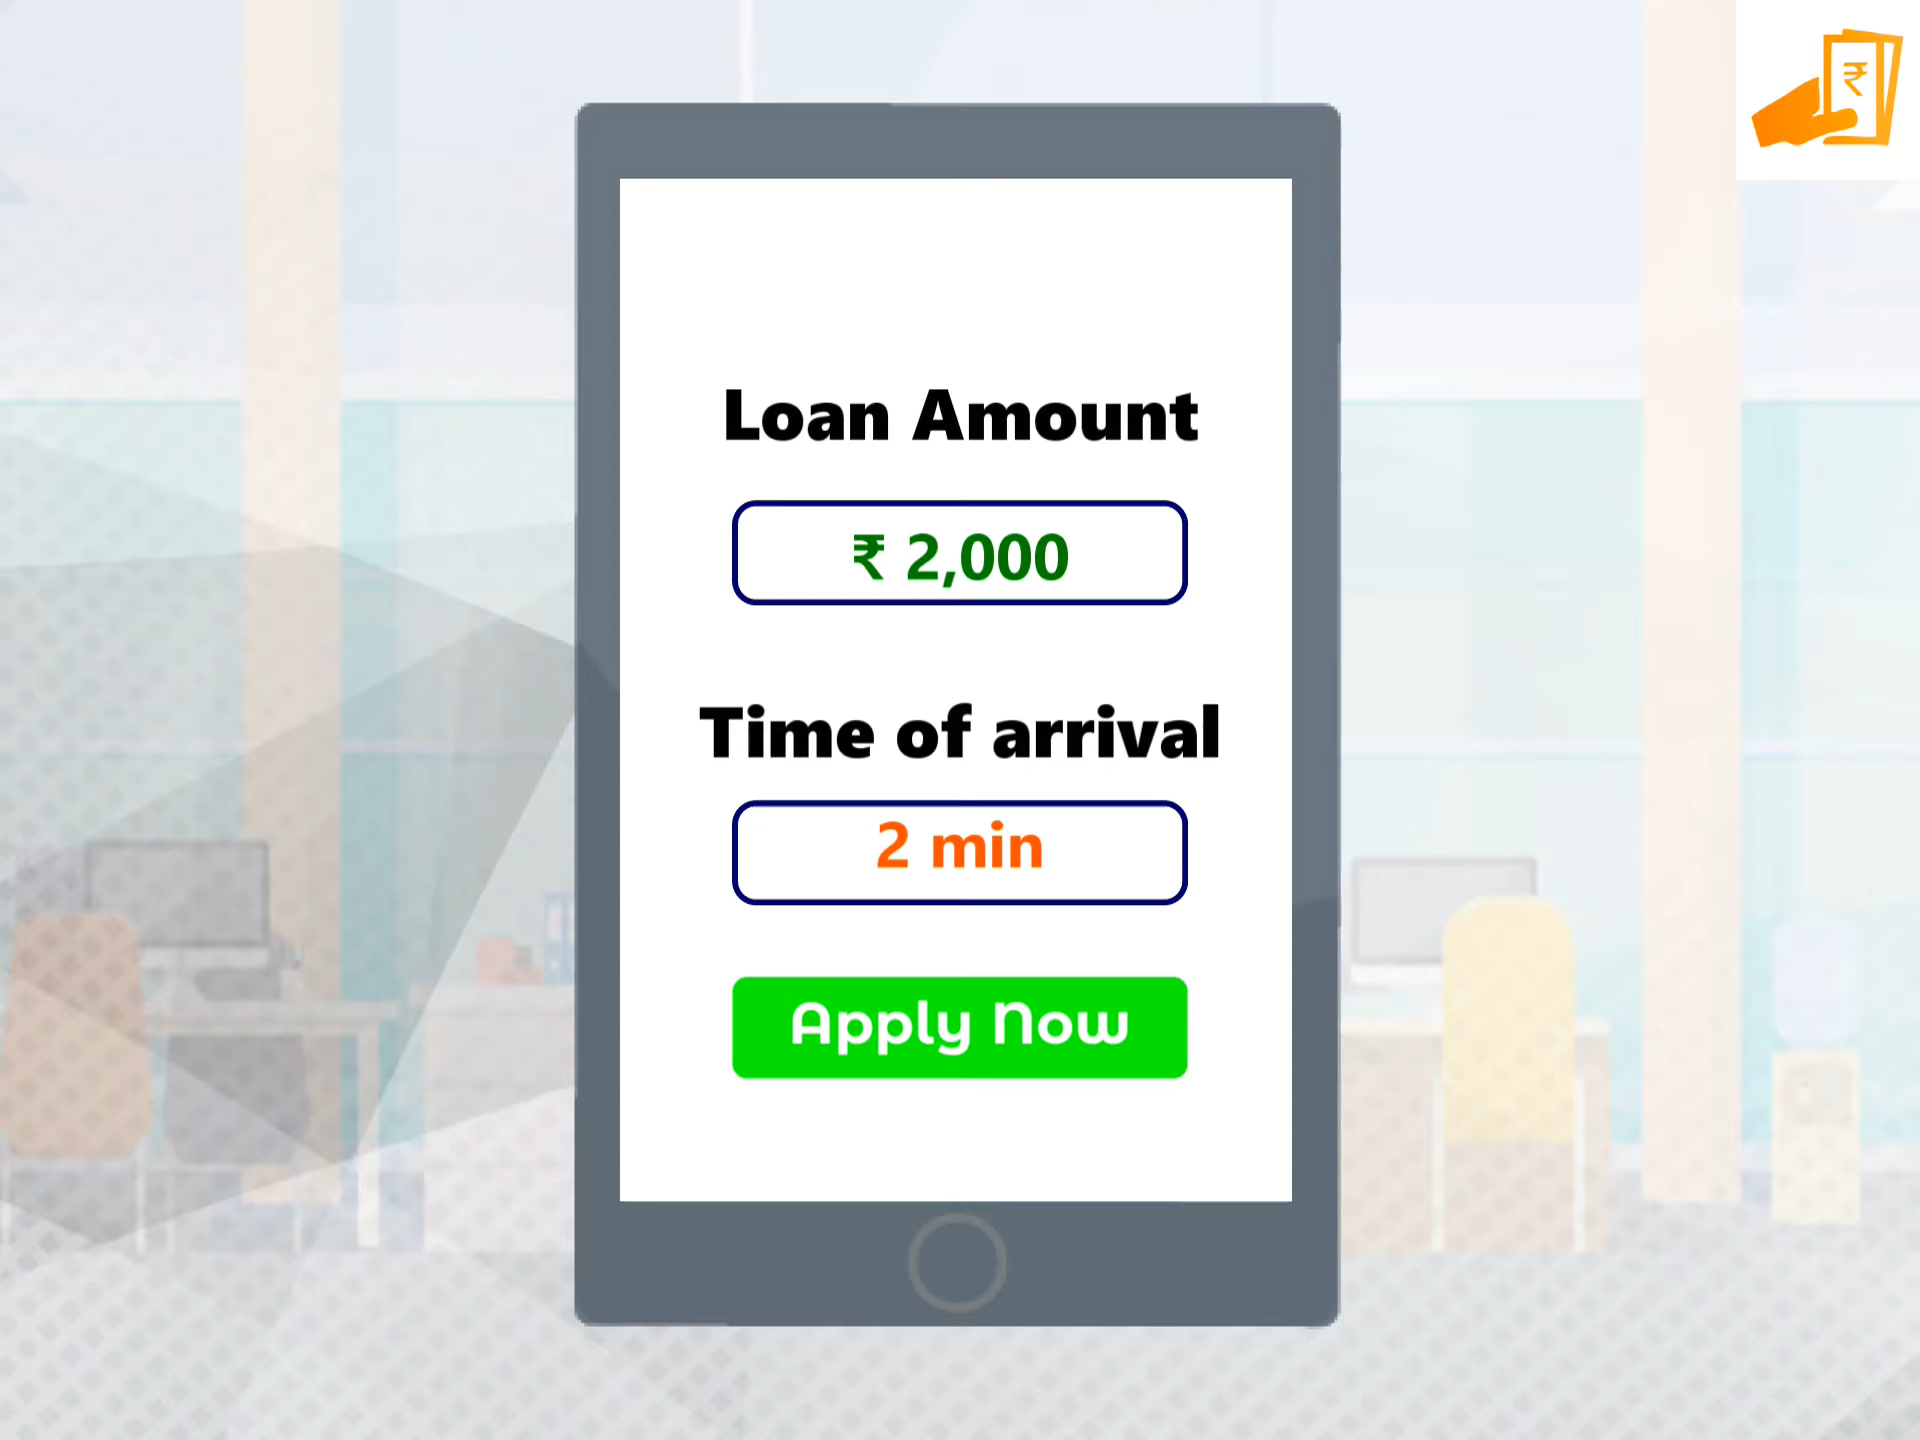 ₹
Loan Amount
₹ 2,000
Time of arrival
2 min
Apply Now